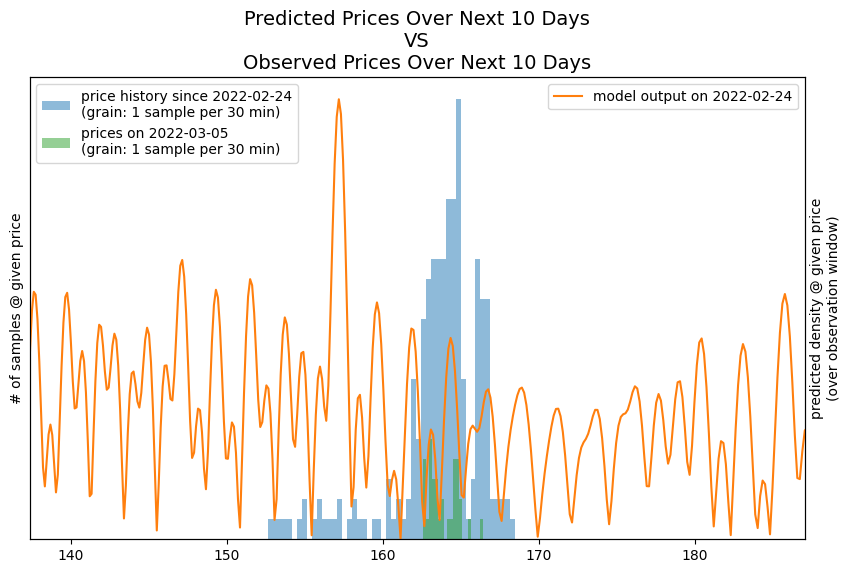 Predicted Prices Over Next 10 Days
VS
Observed Prices Over Next 10 Days
price history since 2022-02-24
(grain: 1 sample per 30 min)
prices on 2022-03-05
(grain: 1 sample per 30 min)
model output on 2022-02-24
# of samples @ given price
predicted density @ given price
(over observation window)
140 150 160 170 180